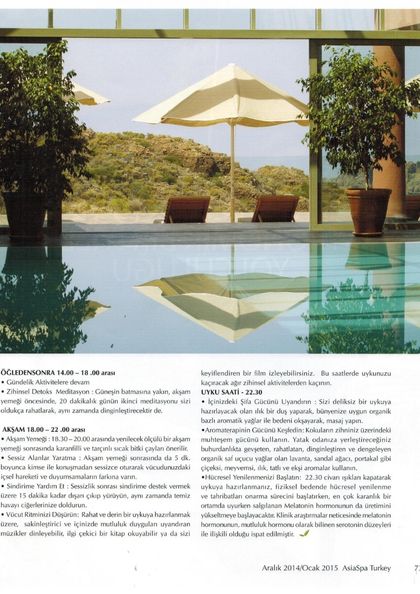 ÖĞLEDENSONRA 14.00 – 18 .00 arası
• Gündelik Aktivitelere devam
• Zihinsel Detoks Meditasyon : Güneşin batmasına yakın, akşam
yemeği öncesinde, 20 dakikalık günün ikinci meditasyonu sizi
oldukça rahatlarak, aynı zamanda dinginleştirecektir de.
AKŞAM 18.00 – 22 .00 arası
• Akşam Yemeği : 18.30 – 20.00 arasında yenilecek ölçülü bir akşam
yemeği sonrasında karanfilli ve tarçınlı sıcak bitki çayları önerilir.
• Sessiz Alanlar Yaratma : Akşam yemeği sonrasında da 5 dk.
boyunca kimse ile konuşmadan sessizce oturarak vücudunuzdaki
içsel hareketi ve duyumsamaların farkına varın.
• Sindirime Yardım Et : Sessizlik sonrası sindirime destek vermek
üzere 15 dakika kadar dışarı çıkıp yürüyün, aynı zamanda temiz
havayı ciğerlerinize doldurun.
• Vücut Ritminizi Düşürün: Rahat ve derin bir uykuya hazırlanmak
üzere, sakinleştirici ve içinizde mutluluk duyguları uyandıran
müzikler dinleyebilir, ilgi çekici bir kitap okuyabilir ya da sizi
keyiflendiren bir film izleyebilirsiniz. Bu saatlerde uykunuzu
kaçıracak ağır zihinsel aktivitelerden kaçının.
UYKU SAATİ - 22.30
• İçinizdeki Şifa Gücünü Uyandırın : Sizi deliksiz bir uykuya
hazırlayacak olan ılık bir duş yaparak, bünyenize uygun organik
bazlı aromatik yağlar ile bedeni okşayarak, masaj yapın.
•Aromaterapinin Gücünü Keşfedin: Kokuların zihniniz üzerindeki
muhteşem gücünü kullanın. Yatak odanıza yerleştireceğiniz
buhurdanlıkta gevşeten, rahatlatan, dinginleştiren ve dengeleyen
organik saf uçucu yağlar olan lavanta, sandal ağacı, portakal gibi
çiçeksi, meyvemsi, ılık, tatlı ve ekşi aromalar kullanın.
•Hücresel Yenilenmenizi Başlatın: 22.30 civarı ışıkları kapatarak
uykuya hazırlanmanız, fiziksel bedende hücresel yenilenme
ve tahribatları onarma sürecini başlatırken, en çok karanlık bir
ortamda uyurken salgılanan Melatonin hormonunun da üretimini
yükseltmeye başlayacaktır. Klinik araştırmalar neticesinde melatonin
hormonunun, mutluluk hormonu olarak bilinen serotonin düzeyleri
ile ilişkili olduğu ispat edilmiştir.
Aralık 2014/Ocak 2015 AsiaSpa Turkey